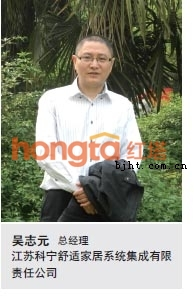 hongta 红塔
bjht.com.cn
吴志元 总经理
江苏科宁舒适家居系统集成有限
责任公司